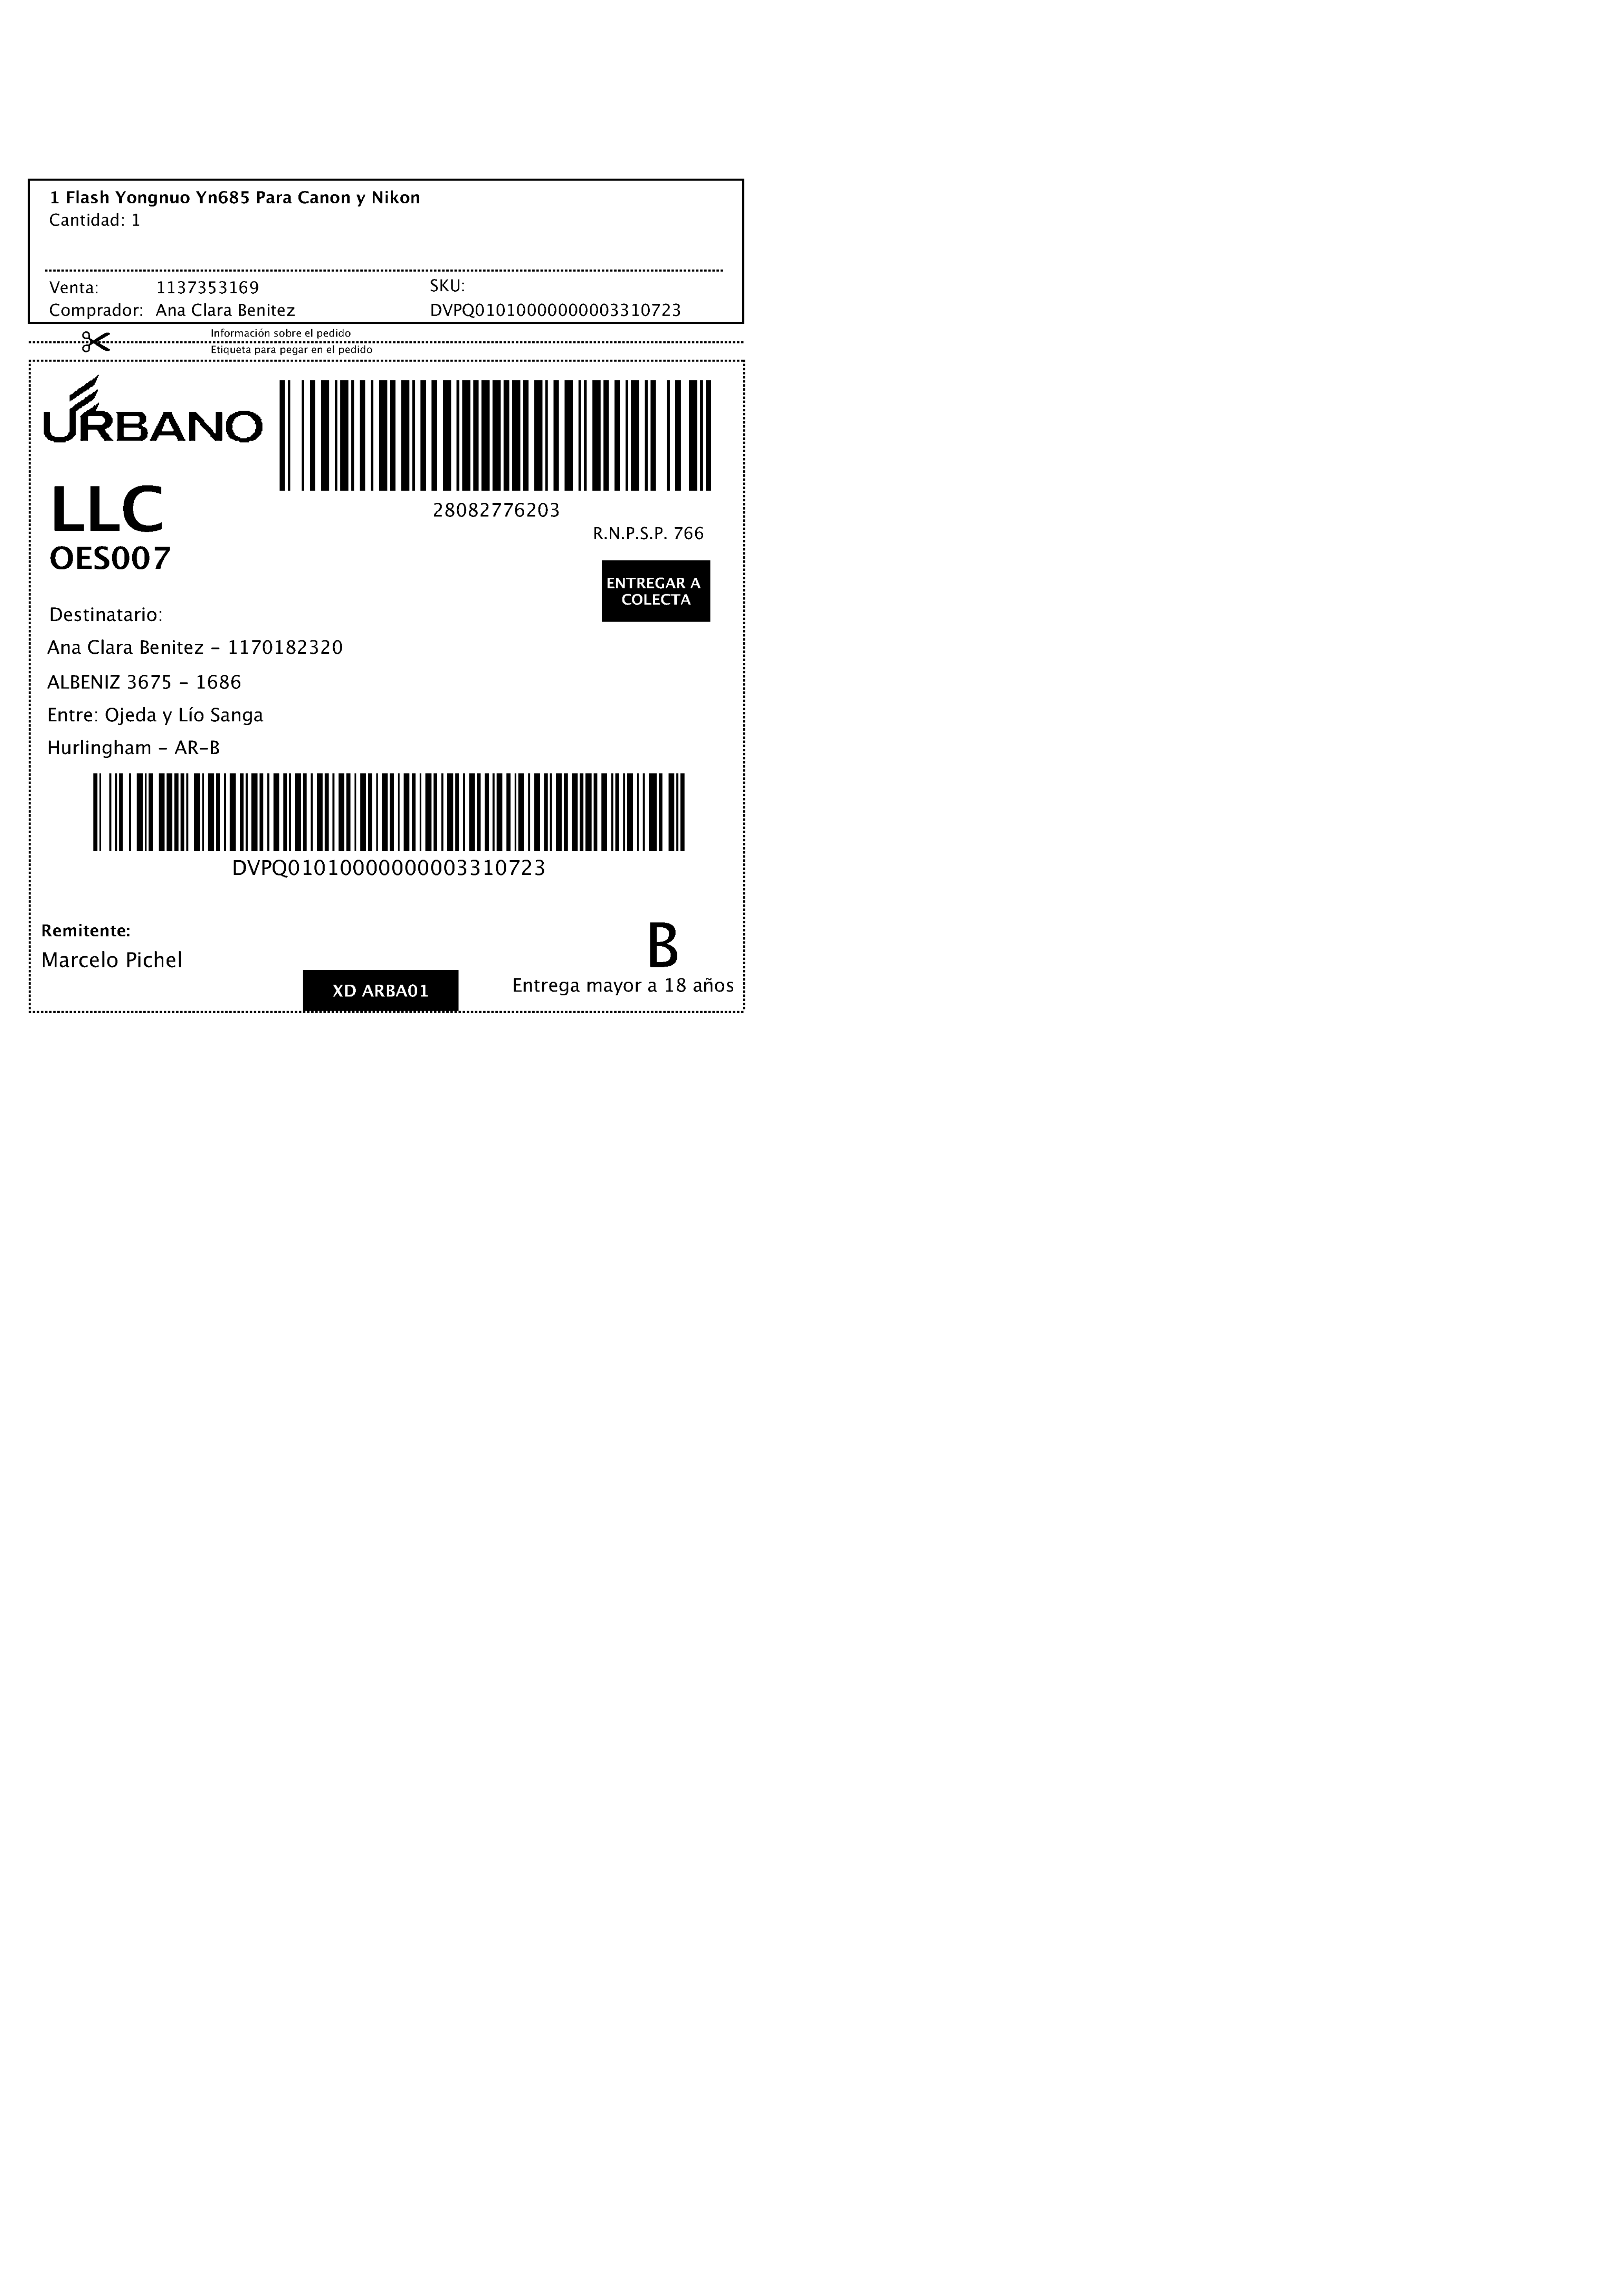 1 Flash Yongnuo Yn685 Para Canon y Nikon
Cantidad: 1
Venta: 1137353169 SKU:
Comprador: Ana Clara Benitez DVPQ01010000000003310723
Información sobre el pedido
Etiqueta para pegar en el pedido
URBANO
28082776203
LLC
R.N.P.S.P. 766
OES007
ENTREGAR A
COLECTA
Destinatario:
Ana Clara Benitez - 1170182320
ALBENIZ 3675 - 1686
Entre: Ojeda y Lío Sanga
Hurlingham - AR-B
DVPQ01010000000003310723
Remitente:
B
Marcelo Pichel
Entrega mayor a 18 años
XD ARBA01